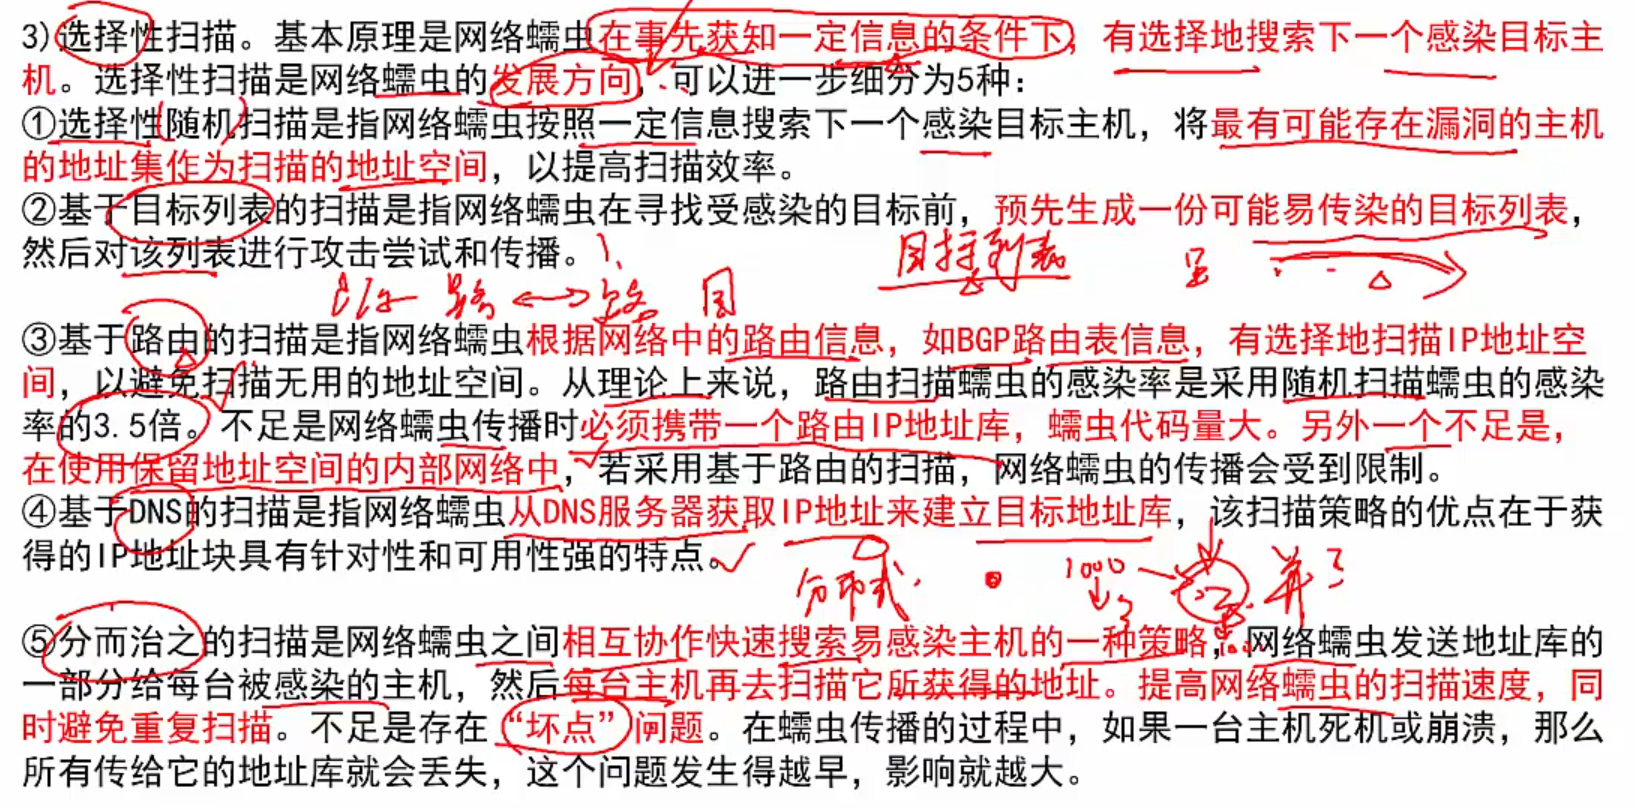 3)选择性扫描。基本原理是网络蠕虫在事先获知一定信息的条件下，有选择地搜索下一个感染目标主
机。选择性扫描是网络蠕虫的发展方向，可以进一步细分为5种：
①选择性随机扫描是指网络蠕虫按照一定信息搜索下一个感染目标主机，将最有可能存在漏洞的主机
的地址集作为扫描的地址空间，以提高扫描效率。
②基于目标列表的扫描是指网络蠕虫在寻找受感染的目标前，预先生成一份可能易传染的目标列表，
然后对该列表进行攻击尝试和传播。
目标列表
③基于路由的扫描是指网络蠕虫根据网络中的路由信息，如BGP路由表信息，有选择地扫描IP地址空
间，以避免扫描无用的地址空间。从理论上来说，路由扫描蠕虫的感染率是采用随机扫描蠕虫的感染
率的3.5倍。不足是网络蠕虫传播时必须携带一个路由IP地址库，蠕虫代码量大。另外一个不足是，
在使用保留地址空间的内部网络中，若采用基于路由的扫描，网络蠕虫的传播会受到限制。
④基于DNS的扫描是指网络蠕虫从DNS服务器获取IP地址来建立目标地址库，该扫描策略的优点在于获
得的IP地址块具有针对性和可用性强的特点。
分布式 1000
⑤分而治之的扫描是网络蠕虫之间相互协作快速搜索易感染主机的一种策略，网络蠕虫发送地址库的
一部分给每台被感染的主机，然后每台主机再去扫描它所获得的地址。提高网络蠕虫的扫描速度，同
时避免重复扫描。不足是存在“坏点”问题。在蠕虫传播的过程中，如果一台主机死机或崩溃，那么
所有传给它的地址库就会丢失，这个问题发生得越早，影响就越大。